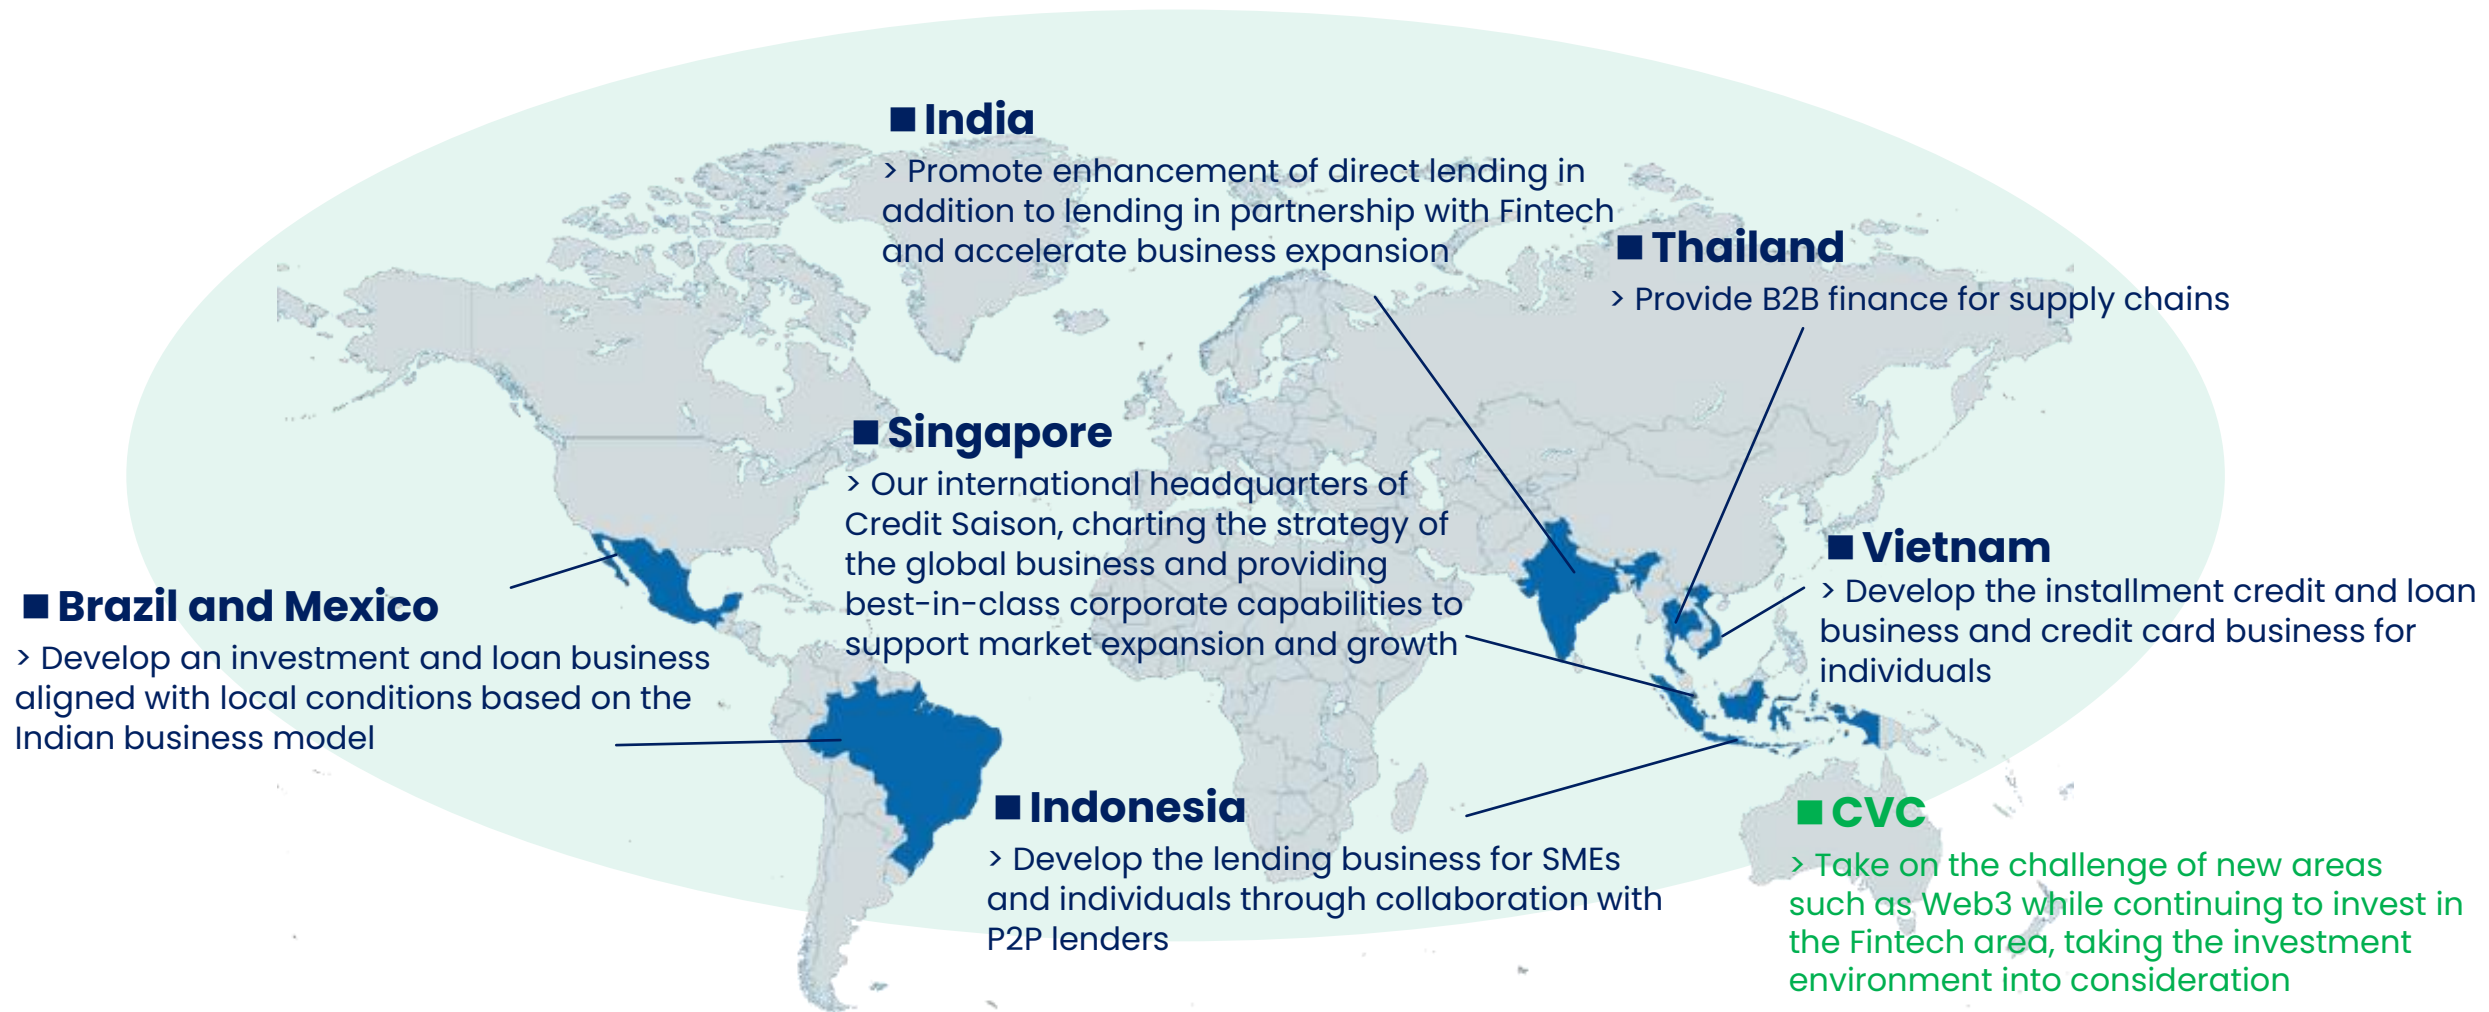 ■ India
> Promote enhancement of direct lending in
addition to lending in partnership with Fintech
and accelerate business expansion
■ Thailand
> Provide B2B finance for supply chains
■ Singapore
> Our international headquarters of
Credit Saison, charting the strategy of
the global business and providing
best-in-class corporate capabilities to
support market expansion and growth
■ Vietnam
> Develop the installment credit and loan
business and credit card business for
individuals
■ Brazil and Mexico
> Develop an investment and loan business
aligned with local conditions based on the
Indian business model
■ Indonesia
> Develop the lending business for SMEs
and individuals through collaboration with
P2P lenders
■ CVC
> Take on the challenge of new areas
such as Web3 while continuing to invest in
the Fintech area, taking the investment
environment into consideration